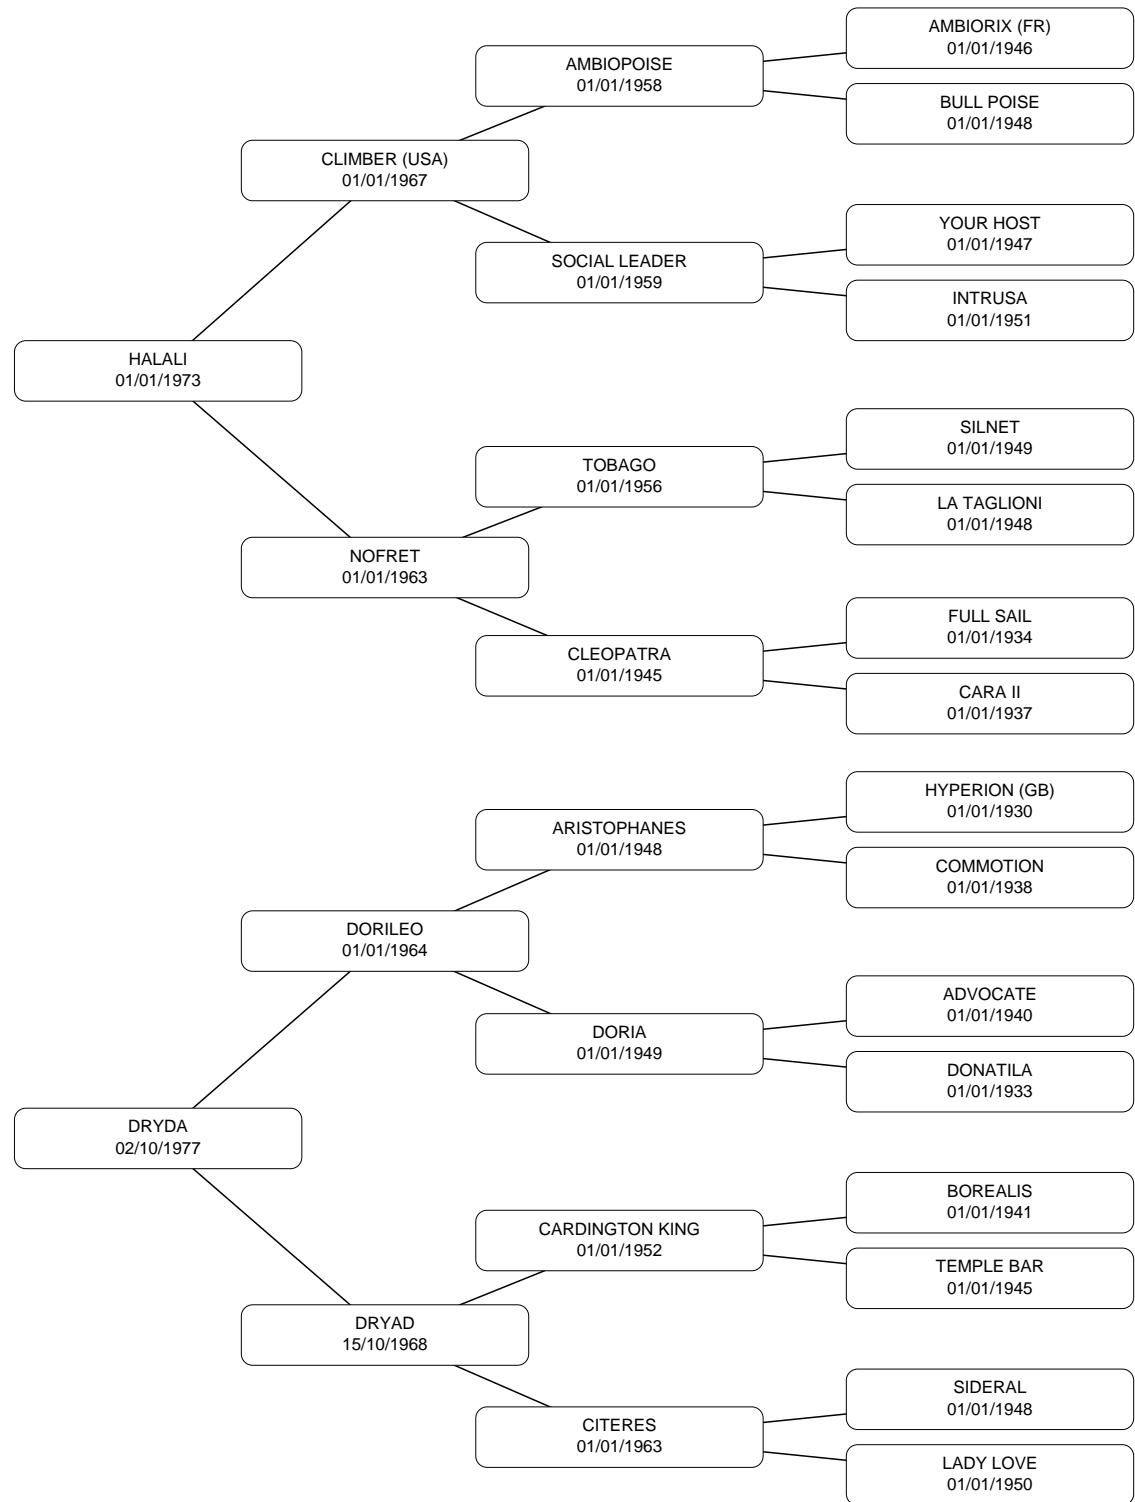 AMBIORIX (FR)
01/01/1946
AMBIOPOISE
01/01/1958
BULL POISE
01/01/1948
CLIMBER (USA)
01/01/1967
YOUR HOST
01/01/1947
SOCIAL LEADER
01/01/1959
INTRUSA
01/01/1951
HALALI
01/01/1973
SILNET
01/01/1949
TOBAGO
01/01/1956
LA TAGLIONI
01/01/1948
NOFRET
01/01/1963
FULL SAIL
01/01/1934
CLEOPATRA
01/01/1945
CARA II
01/01/1937
HYPERION (GB)
01/01/1930
ARISTOPHANES
01/01/1948
COMMOTION
01/01/1938
DORILEO
01/01/1964
ADVOCATE
01/01/1940
DORIA
01/01/1949
DONATILA
01/01/1933
DRYDA
02/10/1977
BOREALIS
01/01/1941
CARDINGTON KING
01/01/1952
TEMPLE BAR
01/01/1945
DRYAD
15/10/1968
SIDERAL
01/01/1948
CITERES
01/01/1963
LADY LOVE
01/01/1950